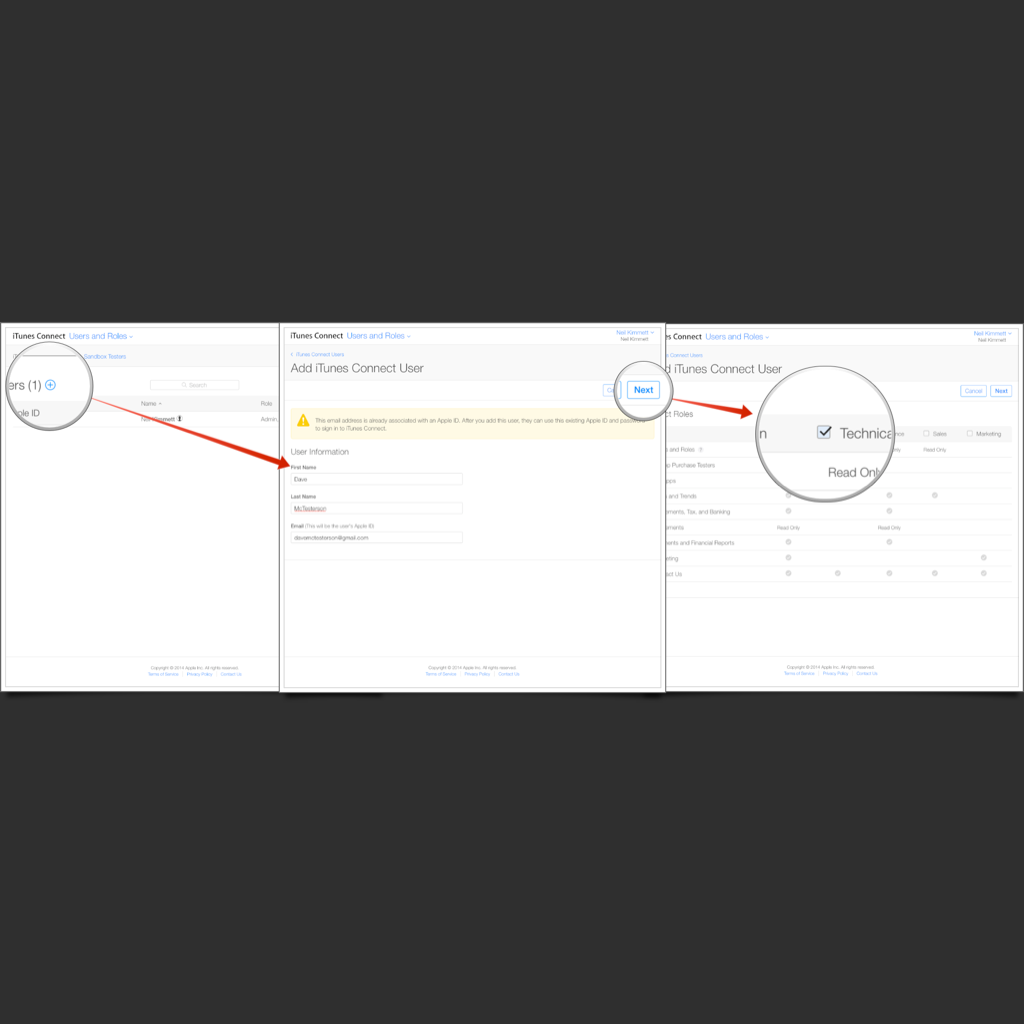 iTunes Connect Users and Roles
Sandbox Testers
ers (1)
Search
ple ID
Name
Role
Neil Kimmett
Admin
Copyright © 2014 Apple Inc. All rights reserved.
Terms of Service | Privacy Policy | Contact Us
iTunes Connect Users and Roles
Neil Kimmett
Neil Kimmett
iTunes Connect Users
Add iTunes Connect User
Next
This email address is already associated with an Apple ID. After you add this user, they can use this existing Apple ID and password
to sign in to iTunes Connect.
User Information
First Name
Dave
Last Name
McTesterson
Email (This will be the user's Apple ID)
davemctesterson@gmail.com
Copyright © 2014 Apple Inc. All rights reserved.
Terms of Service | Privacy Policy | Contact Us
es Connect Users and Roles
Neil Kimmett
Neil Kimmett
s Connect Users
d iTunes Connect User
Cancel
Next
ct Roles
n
Technica
nce
Sales
Marketing
s and Roles
Read Only
Read Only
p Purchase Testers
s and Trends
ments, Tax, and Banking
ements
Read Only
Read Only
ents and Financial Reports
eting
act Us
Copyright © 2014 Apple Inc. All rights reserved.
Terms of Service | Privacy Policy | Contact Us